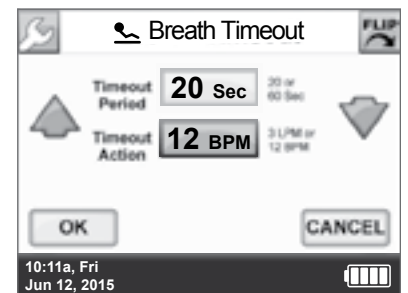 Breath Timeout
FLIP
Timeout Period
20 Sec
20 or 60 Sec
Timeout Action
12 BPM
3 LPM or 12 BPM
OK
CANCEL
10:11a, Fri
Jun 12, 2015